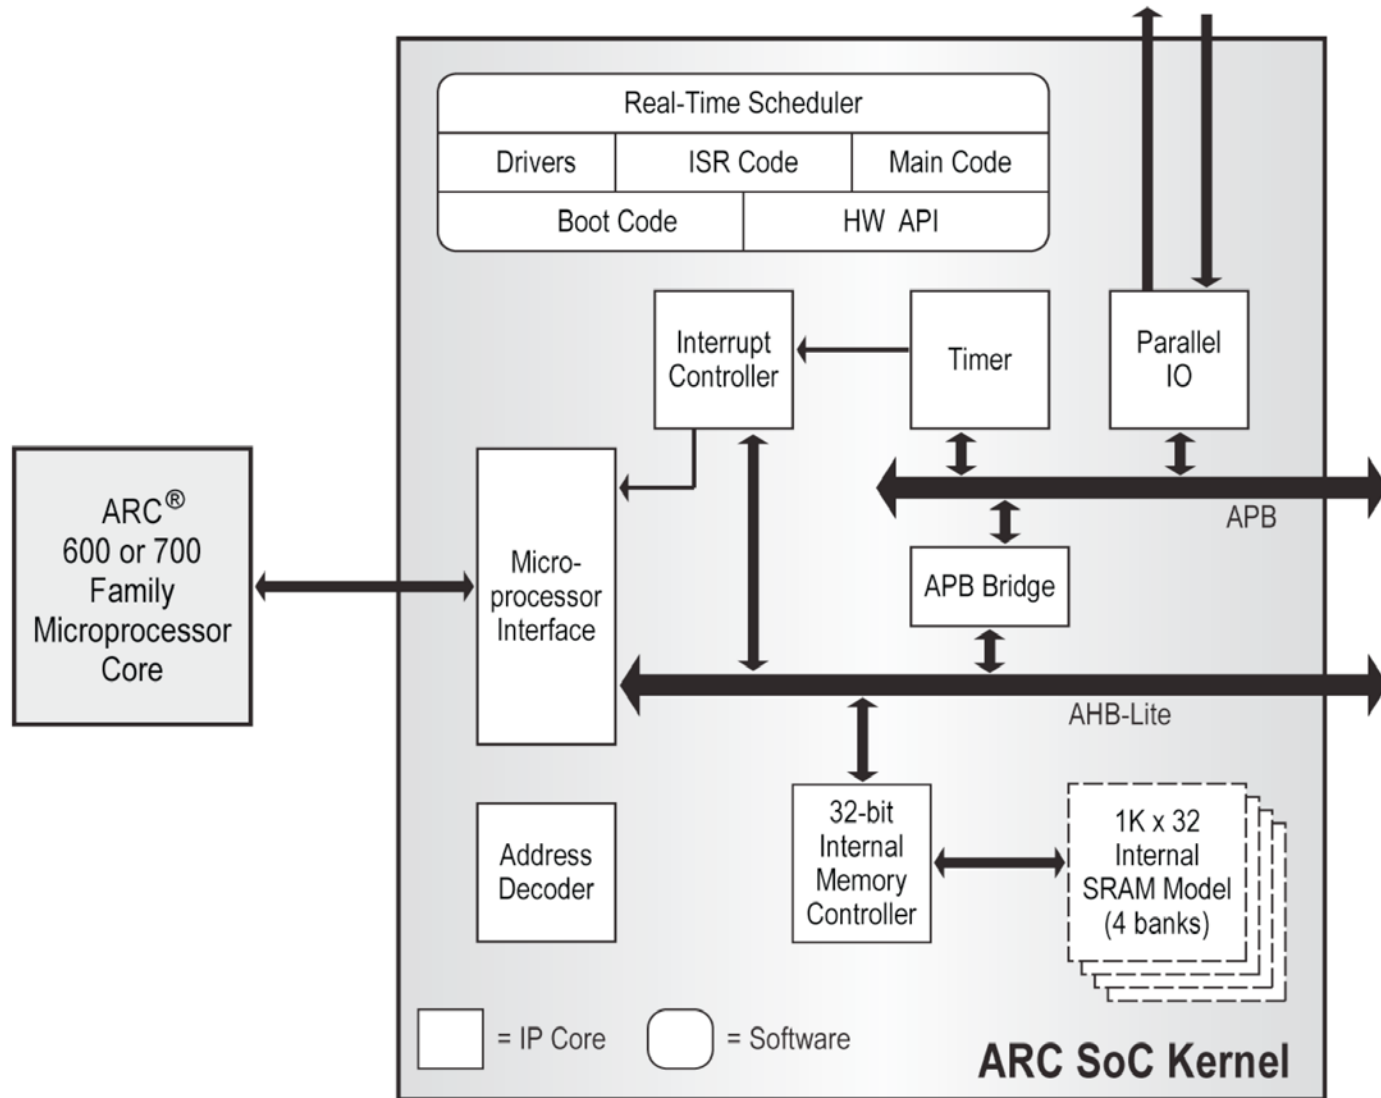 Real-Time Scheduler
Drivers
ISR Code
Main Code
Boot Code
HW API
Interrupt
Controller
Timer
Parallel
IO
ARC®
600 or 700
Family
Microprocessor
Core
Micro-
processor
Interface
APB
APB Bridge
AHB-Lite
Address
Decoder
32-bit
Internal
Memory
Controller
1K x 32
Internal
SRAM Model
(4 banks)
= IP Core
= Software
ARC SoC Kernel